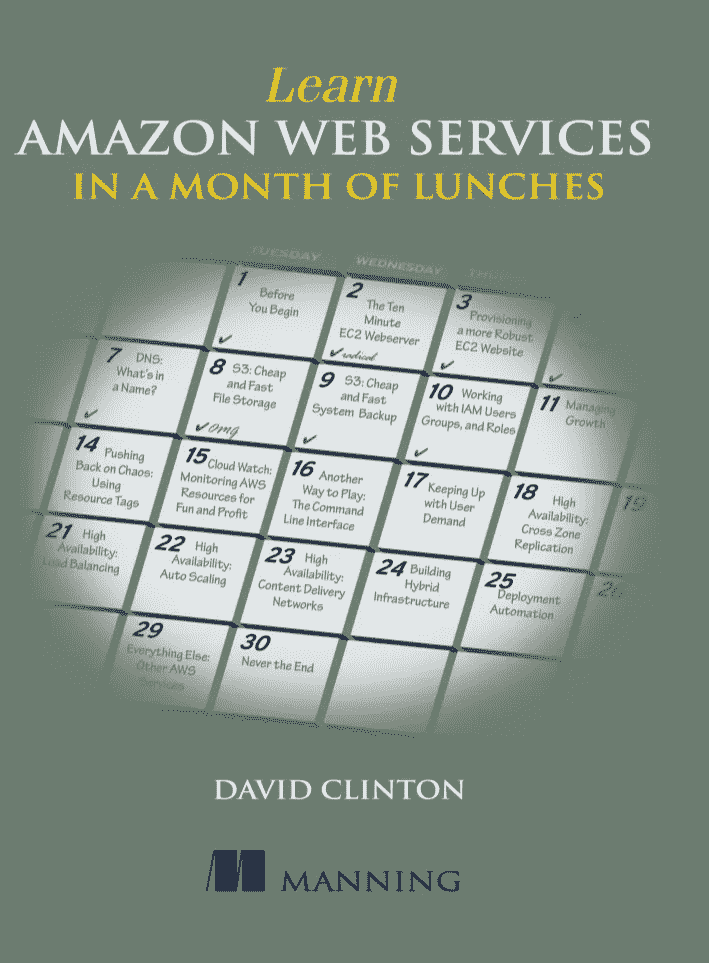 Learn
AMAZON WEB SERVICES
IN A MONTH OF LUNCHES
TUESDAY
WEDNESDAY
1
Before
You Begin
2
The Ten
Minute
EC2 Webserver
radical
3
Provisioning
a more Robust
EC2 Website
7
DNS:
What's in
a Name?
8
S3: Cheap
and Fast
File Storage
omg
9
S3: Cheap
and Fast
System Backup
10
Working
with IAM Users
Groups, and Roles
11
Managing
Growth
14
Pushing
Back on Chaos:
Using
Resource Tags
15
Cloud Watch:
Monitoring AWS
Resources for
Fun and Profit
16
Another
Way to Play:
The Command
Line Interface
17
Keeping Up
with User
Demand
18
High
Availability:
Cross Zone
Replication
19
21
High
Availability:
Load Balancing
22
High
Availability:
Auto Scaling
23
High
Availability:
Content Delivery
Networks
24
Building
Hybrid
Infrastructure
25
Deployment
Automation
29
Everything Else:
Other AWS
Services
30
Never the End
DAVID CLINTON
MANNING